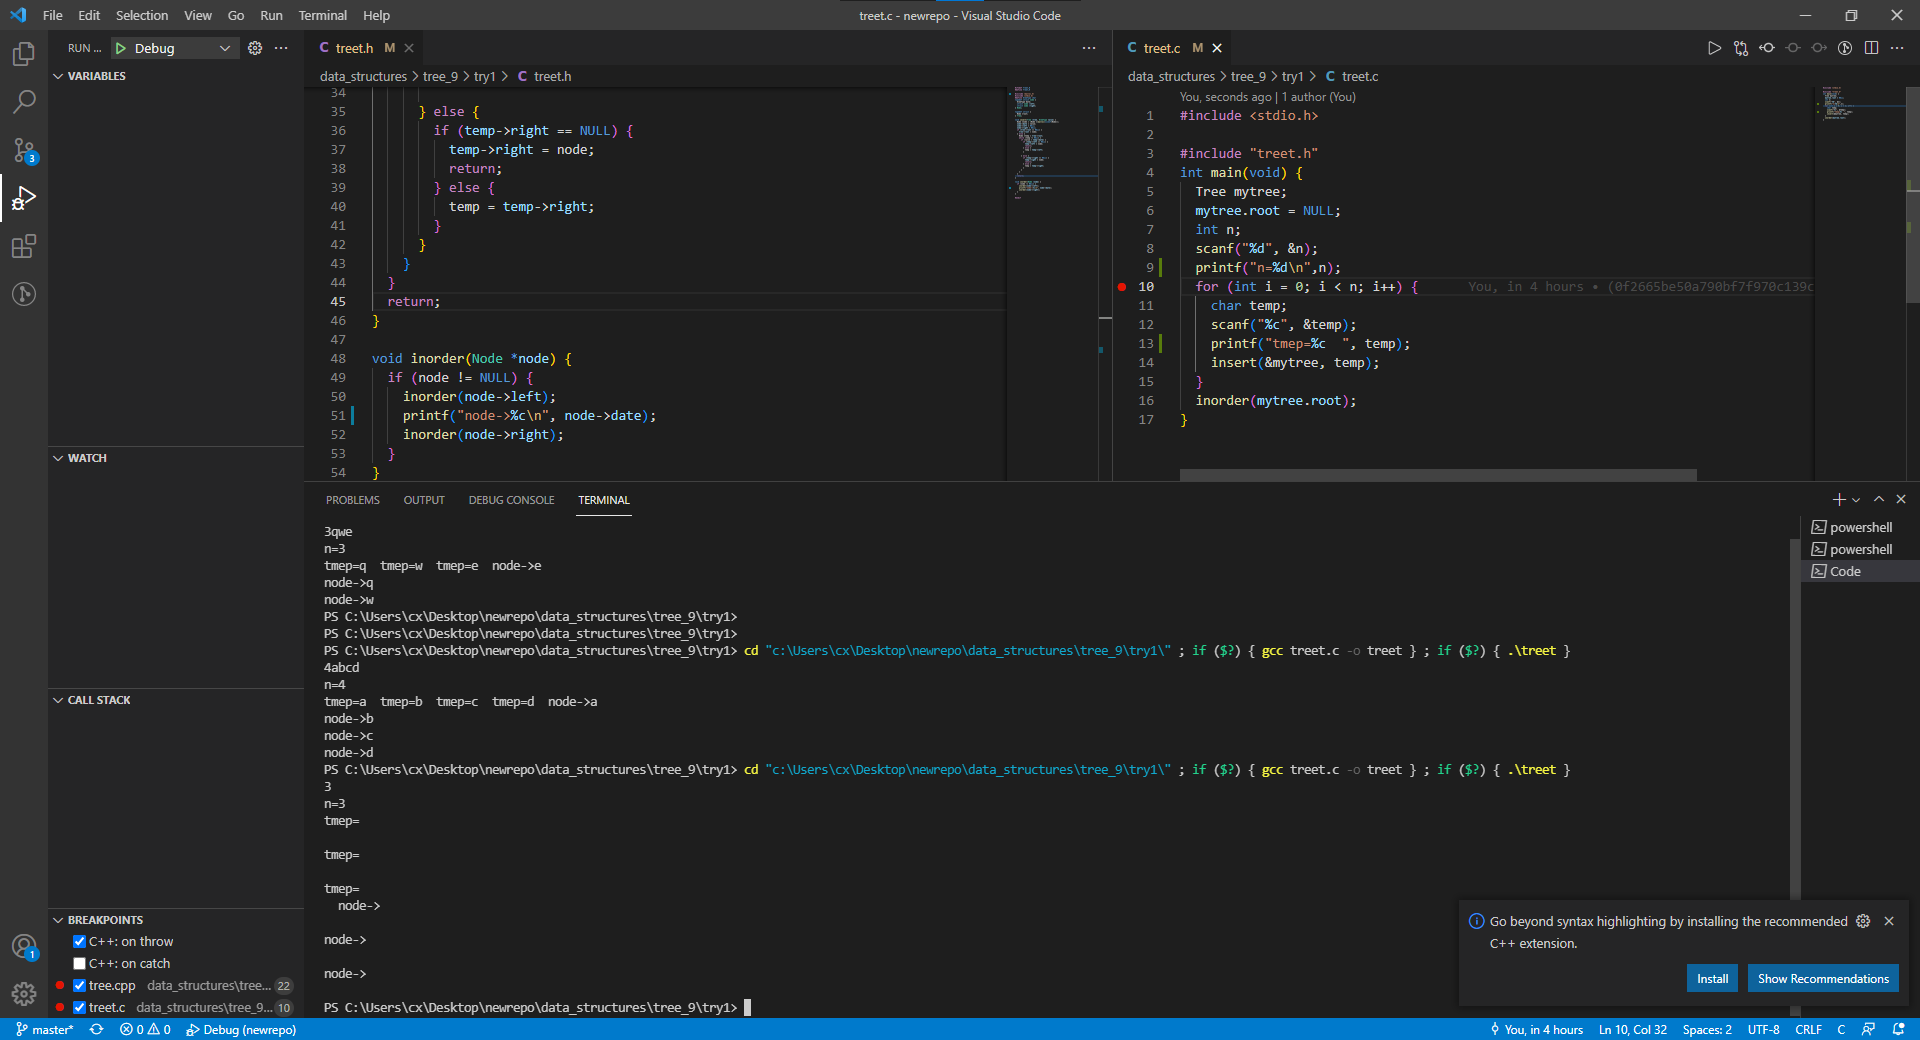 File Edit Selection View Go Run Terminal Help
treet.c - newrepo - Visual Studio Code
RUN ... Debug
VARIABLES
WATCH
CALL STACK
BREAKPOINTS
C++: on throw
C++: on catch
tree.cpp data_structures\tree... 22
treet.c data_structures\tree_9... 10
3
1
C treet.h M
data_structures > tree_9 > try1 > C treet.h
34
35 } else {
36 if (temp->right == NULL) {
37 temp->right = node;
38 return;
39 } else {
40 temp = temp->right;
41 }
42 }
43 }
44 }
45 return;
46 }
47
48 void inorder(Node *node) {
49 if (node != NULL) {
50 inorder(node->left);
51 printf("node->%c\n", node->date);
52 inorder(node->right);
53 }
54 }
C treet.c M
data_structures > tree_9 > try1 > C treet.c
You, seconds ago | 1 author (You)
1 #include <stdio.h>
2
3 #include "treet.h"
4 int main(void) {
5 Tree mytree;
6 mytree.root = NULL;
7 int n;
8 scanf("%d", &n);
9 printf("n=%d\n",n);
10 for (int i = 0; i < n; i++) { You, in 4 hours • (0f2665be50a790bf7f970c139c
11 char temp;
12 scanf("%c", &temp);
13 printf("tmep=%c  ", temp);
14 insert(&mytree, temp);
15 }
16 inorder(mytree.root);
17 }
PROBLEMS OUTPUT DEBUG CONSOLE TERMINAL
3qwe
n=3
tmep=q  tmep=w  tmep=e  node->e
node->q
node->w
PS C:\Users\cx\Desktop\newrepo\data_structures\tree_9\try1>
PS C:\Users\cx\Desktop\newrepo\data_structures\tree_9\try1>
PS C:\Users\cx\Desktop\newrepo\data_structures\tree_9\try1> cd "c:\Users\cx\Desktop\newrepo\data_structures\tree_9\try1\" ; if ($?) { gcc treet.c -o treet } ; if ($?) { .\treet }
4abcd
n=4
tmep=a  tmep=b  tmep=c  tmep=d  node->a
node->b
node->c
node->d
PS C:\Users\cx\Desktop\newrepo\data_structures\tree_9\try1> cd "c:\Users\cx\Desktop\newrepo\data_structures\tree_9\try1\" ; if ($?) { gcc treet.c -o treet } ; if ($?) { .\treet }
3
n=3
tmep=
tmep=
tmep=
node->
node->
node->
PS C:\Users\cx\Desktop\newrepo\data_structures\tree_9\try1>
powershell
powershell
Code
Go beyond syntax highlighting by installing the recommended
C++ extension.
Install Show Recommendations
master* 0 0 Debug (newrepo)
You, in 4 hours Ln 10, Col 32 Spaces: 2 UTF-8 CRLF C